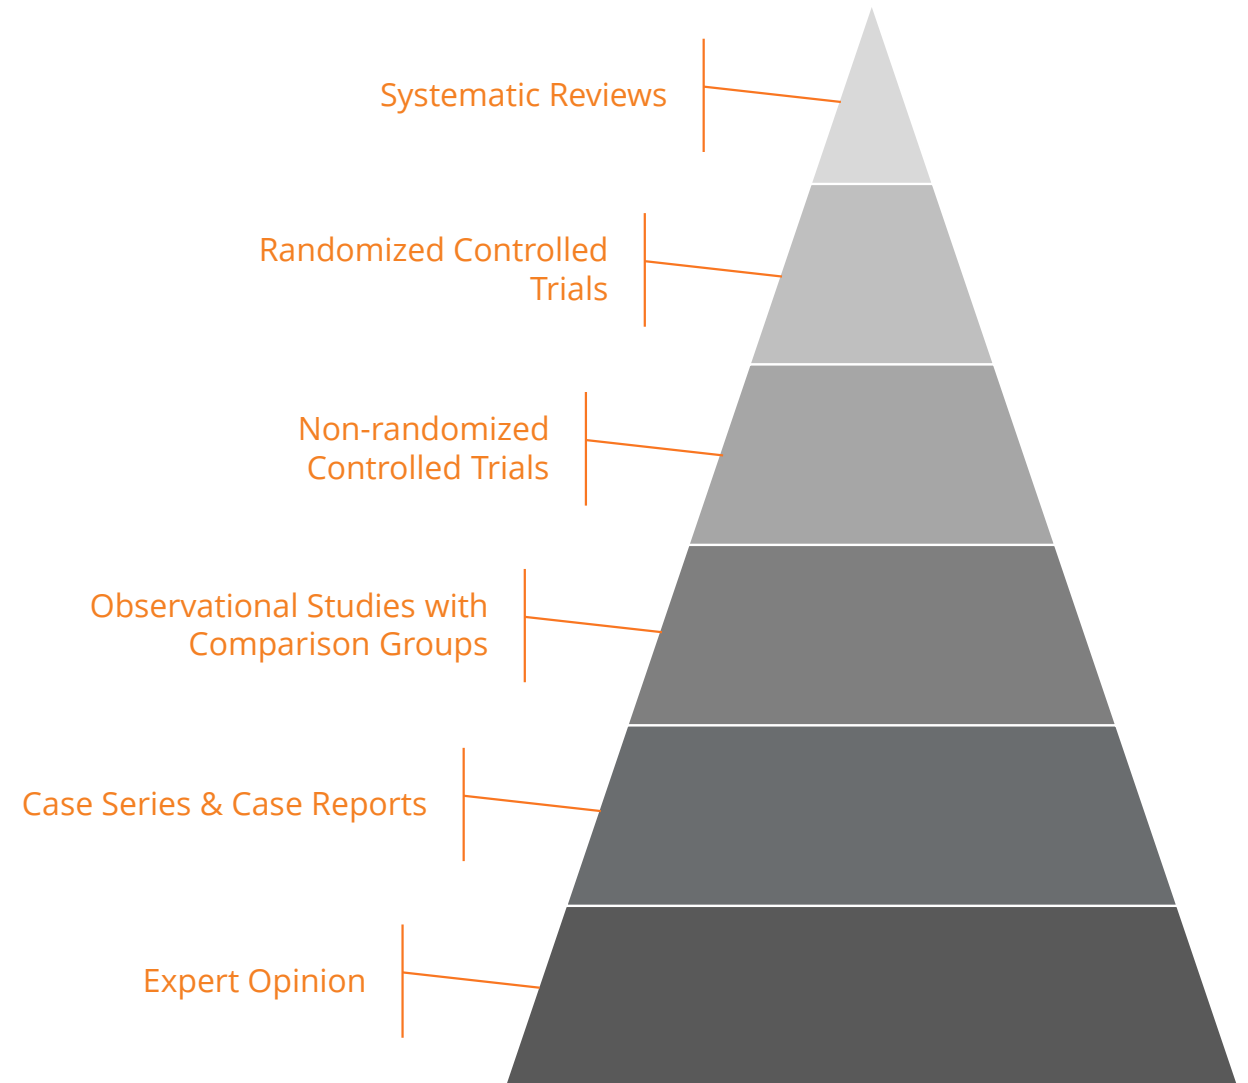 Systematic Reviews
Randomized Controlled
Trials
Non-randomized
Controlled Trials
Observational Studies with
Comparison Groups
Case Series & Case Reports
Expert Opinion